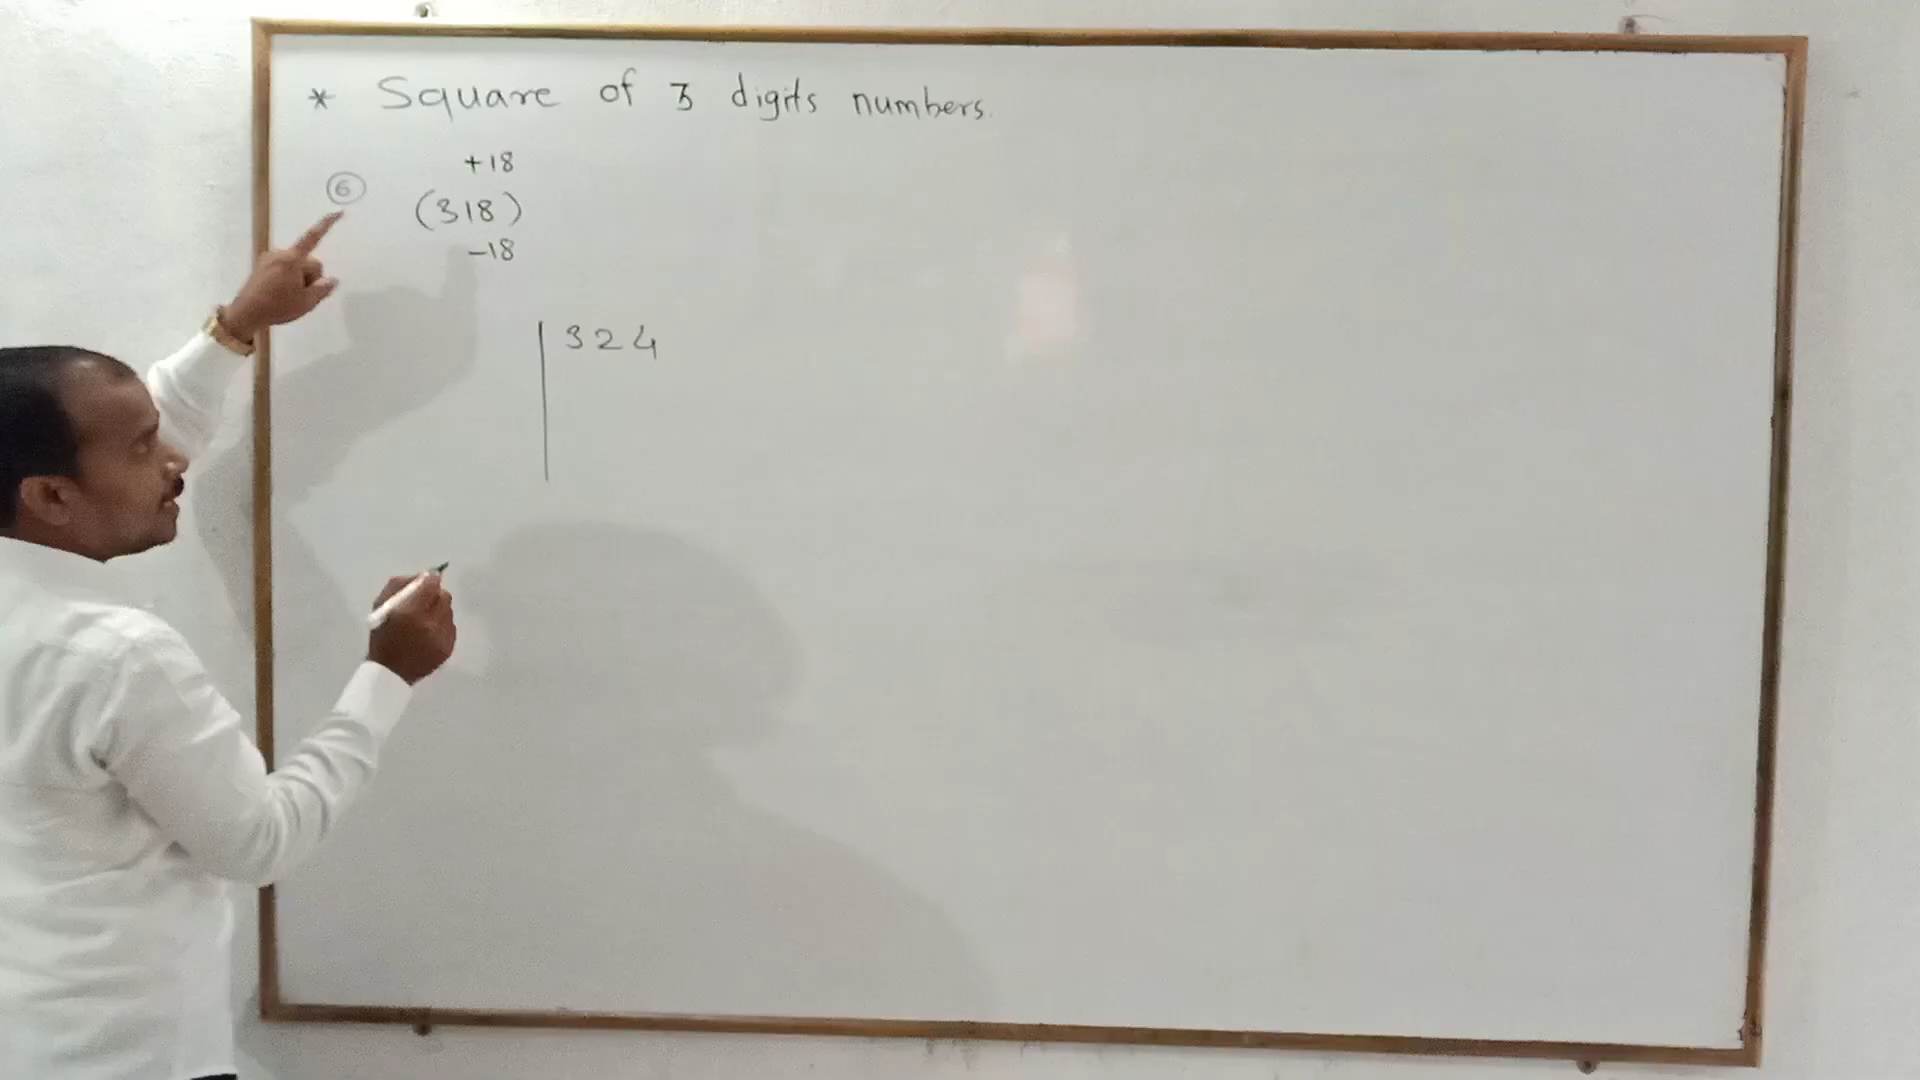 * Square of 3 digits numbers.
+18
6 (318)
-18
324